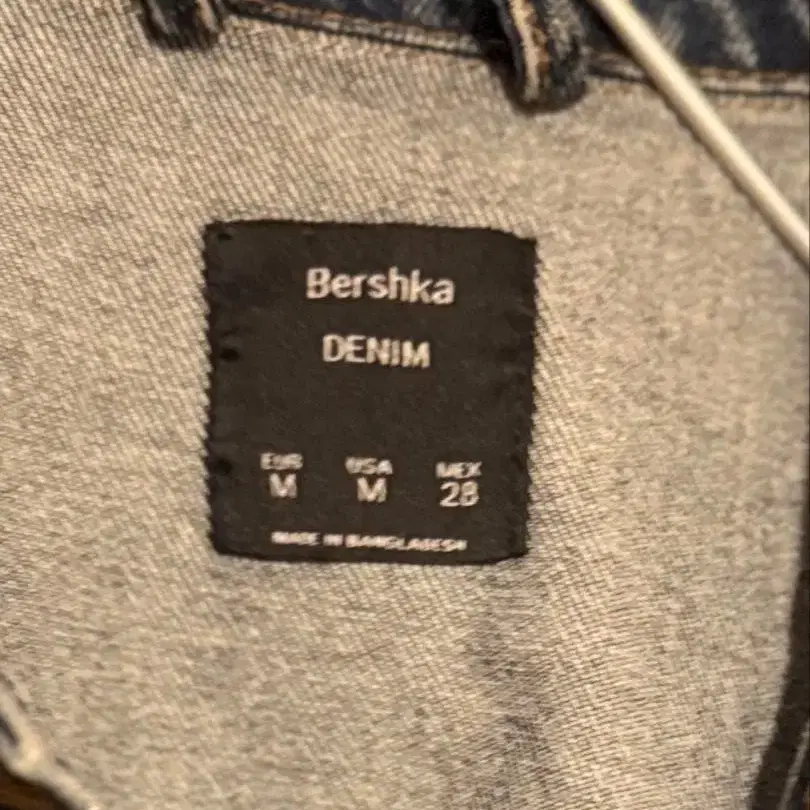 Bershka
DENIM
EUR USA MEX
M M 28
MADE IN BANGLADESH